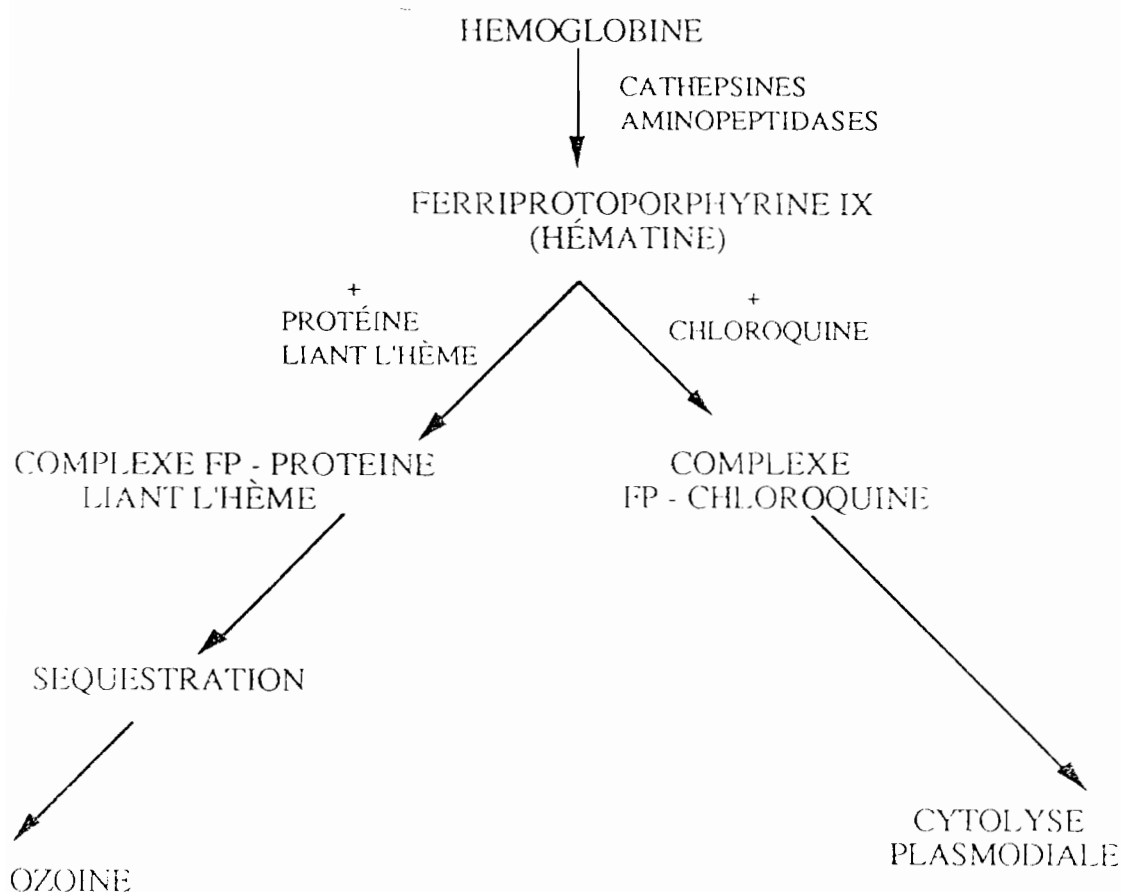 HEMOGLOBINE
CATHEPSINES
AMINOPEPTIDASES
FERRIPROTOPORPHYRINE IX
(HÉMATINE)
+
PROTÉINE
LIANT L'HÈME
+
CHLOROQUINE
COMPLEXE FP - PROTEINE
LIANT L'HÈME
COMPLEXE
FP - CHLOROQUINE
SEQUESTRATION
CYTOLYSE
PLASMODIALE
OZOINE